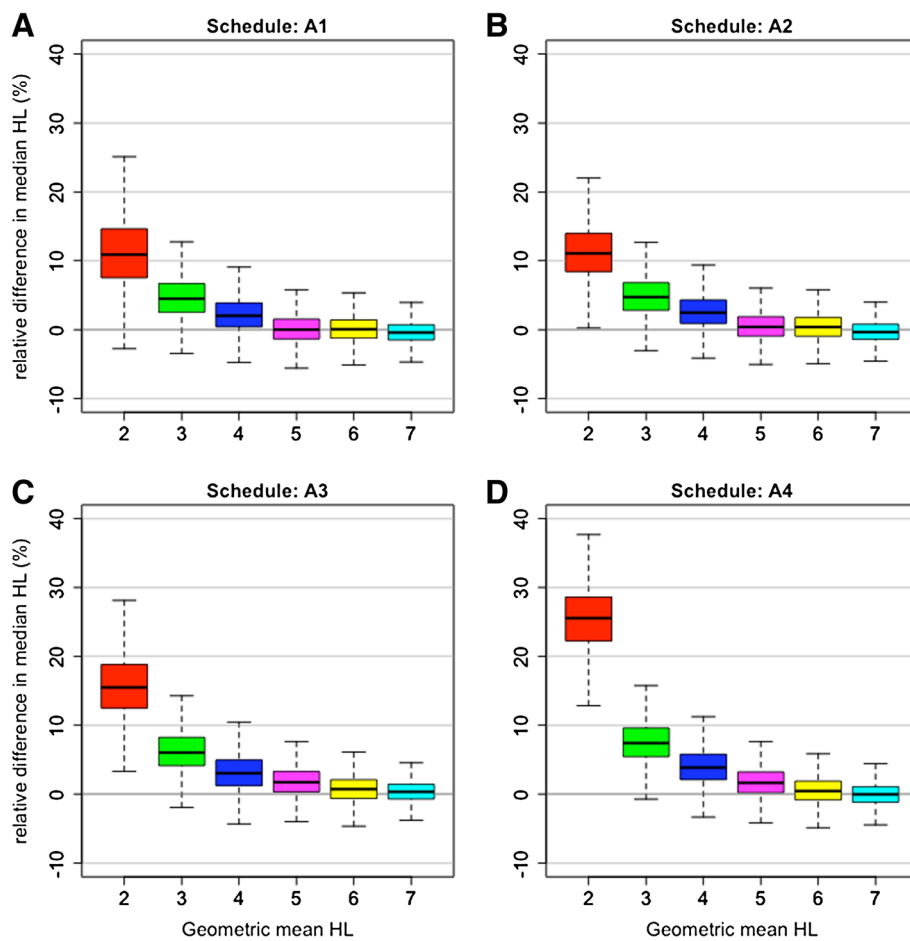 A
Schedule: A1
relative difference in median HL (%)
40
30
20
10
0
-10
2 3 4 5 6 7
B
Schedule: A2
40
30
20
10
0
-10
2 3 4 5 6 7
C
Schedule: A3
relative difference in median HL (%)
40
30
20
10
0
-10
2 3 4 5 6 7
Geometric mean HL
D
Schedule: A4
40
30
20
10
0
-10
2 3 4 5 6 7
Geometric mean HL